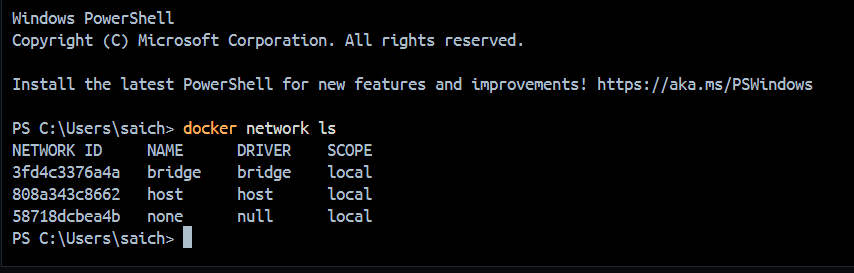 Windows PowerShell
Copyright (C) Microsoft Corporation. All rights reserved.
Install the latest PowerShell for new features and improvements! https://aka.ms/PSWindows
PS C:\Users\saich> docker network ls
NETWORK ID     NAME      DRIVER    SCOPE
3fd4c3376a4a   bridge    bridge    local
808a343c8662   host      host      local
58718dcbea4b   none      null      local
PS C:\Users\saich>